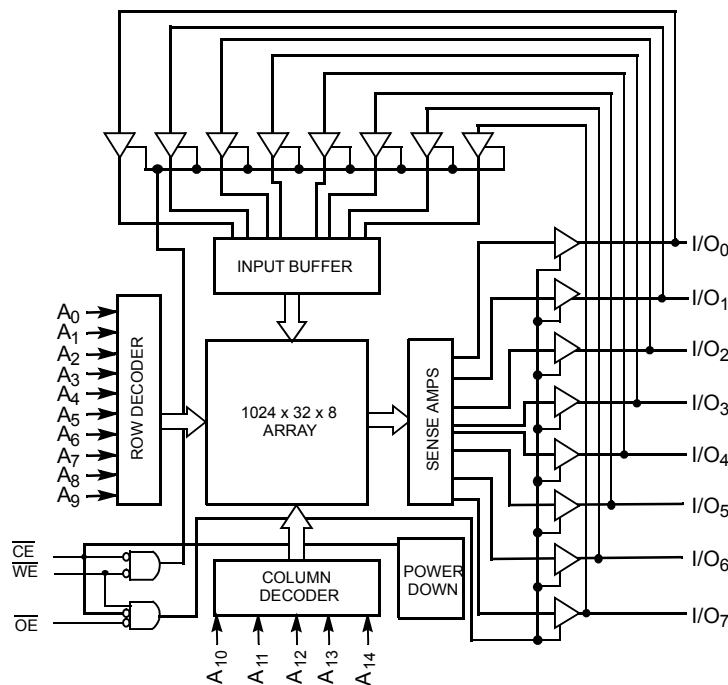 INPUT BUFFER
I/O0
I/O1
I/O2
I/O3
I/O4
I/O5
I/O6
I/O7
A0
A1
A2
A3
A4
A5
A6
A7
A8
A9
ROW DECODER
1024 x 32 x 8
ARRAY
SENSE AMPS
CE
WE
OE
COLUMN
DECODER
POWER
DOWN
A10
A11
A12
A13
A14